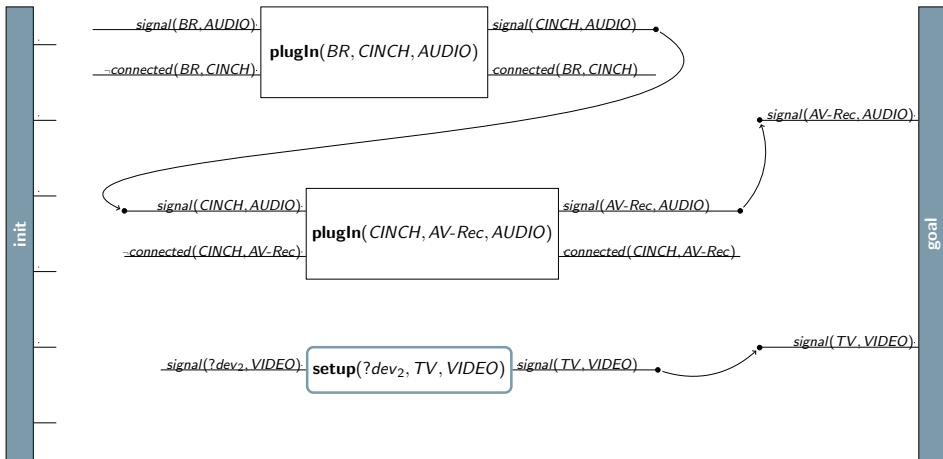 init
signal(BR, AUDIO)
¬connected(BR, CINCH)
plugIn(BR, CINCH, AUDIO)
signal(CINCH, AUDIO)
connected(BR, CINCH)
signal(AV-Rec, AUDIO)
signal(CINCH, AUDIO)
¬connected(CINCH, AV-Rec)
plugIn(CINCH, AV-Rec, AUDIO)
signal(AV-Rec, AUDIO)
connected(CINCH, AV-Rec)
signal(?dev₂, VIDEO)
setup(?dev₂, TV, VIDEO)
signal(TV, VIDEO)
signal(TV, VIDEO)
goal